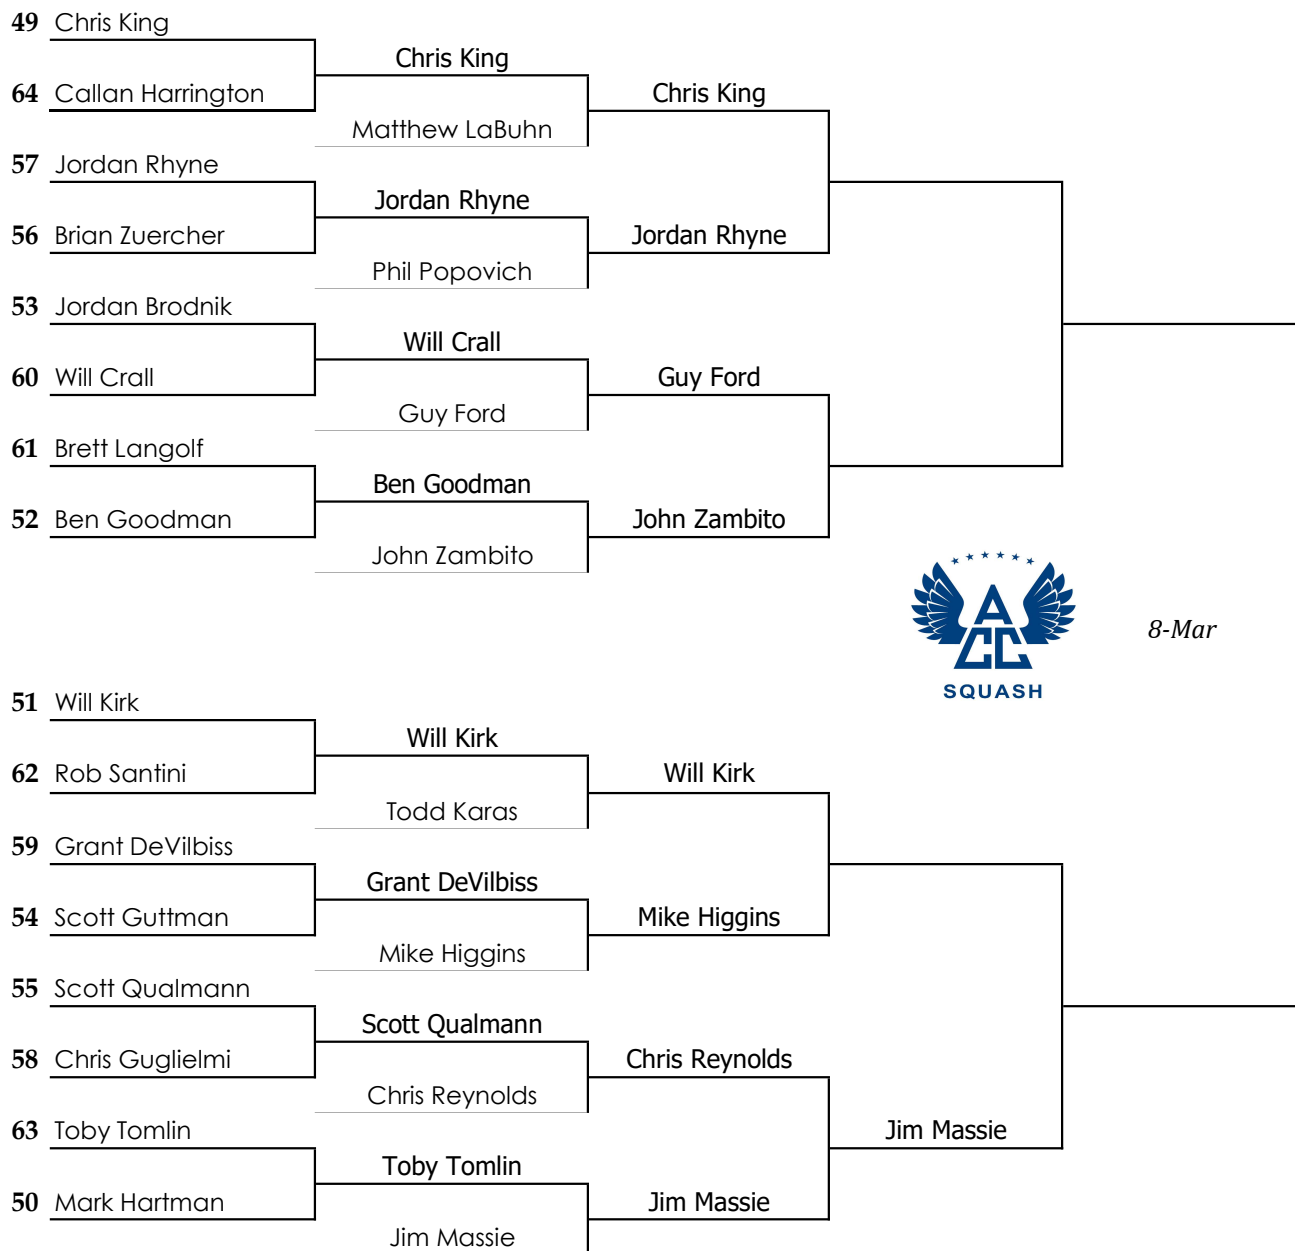 49 Chris King
Chris King
64 Callan Harrington
Chris King
Matthew LaBuhn
57 Jordan Rhyne
Jordan Rhyne
56 Brian Zuercher
Jordan Rhyne
Phil Popovich
53 Jordan Brodnik
Will Crall
60 Will Crall
Guy Ford
Guy Ford
61 Brett Langolf
Ben Goodman
52 Ben Goodman
John Zambito
John Zambito
A
CC
SQUASH
8-Mar
51 Will Kirk
Will Kirk
62 Rob Santini
Will Kirk
Todd Karas
59 Grant DeVilbiss
Grant DeVilbiss
54 Scott Guttman
Mike Higgins
Mike Higgins
55 Scott Qualmann
Scott Qualmann
58 Chris Guglielmi
Chris Reynolds
Chris Reynolds
63 Toby Tomlin
Jim Massie
Toby Tomlin
50 Mark Hartman
Jim Massie
Jim Massie